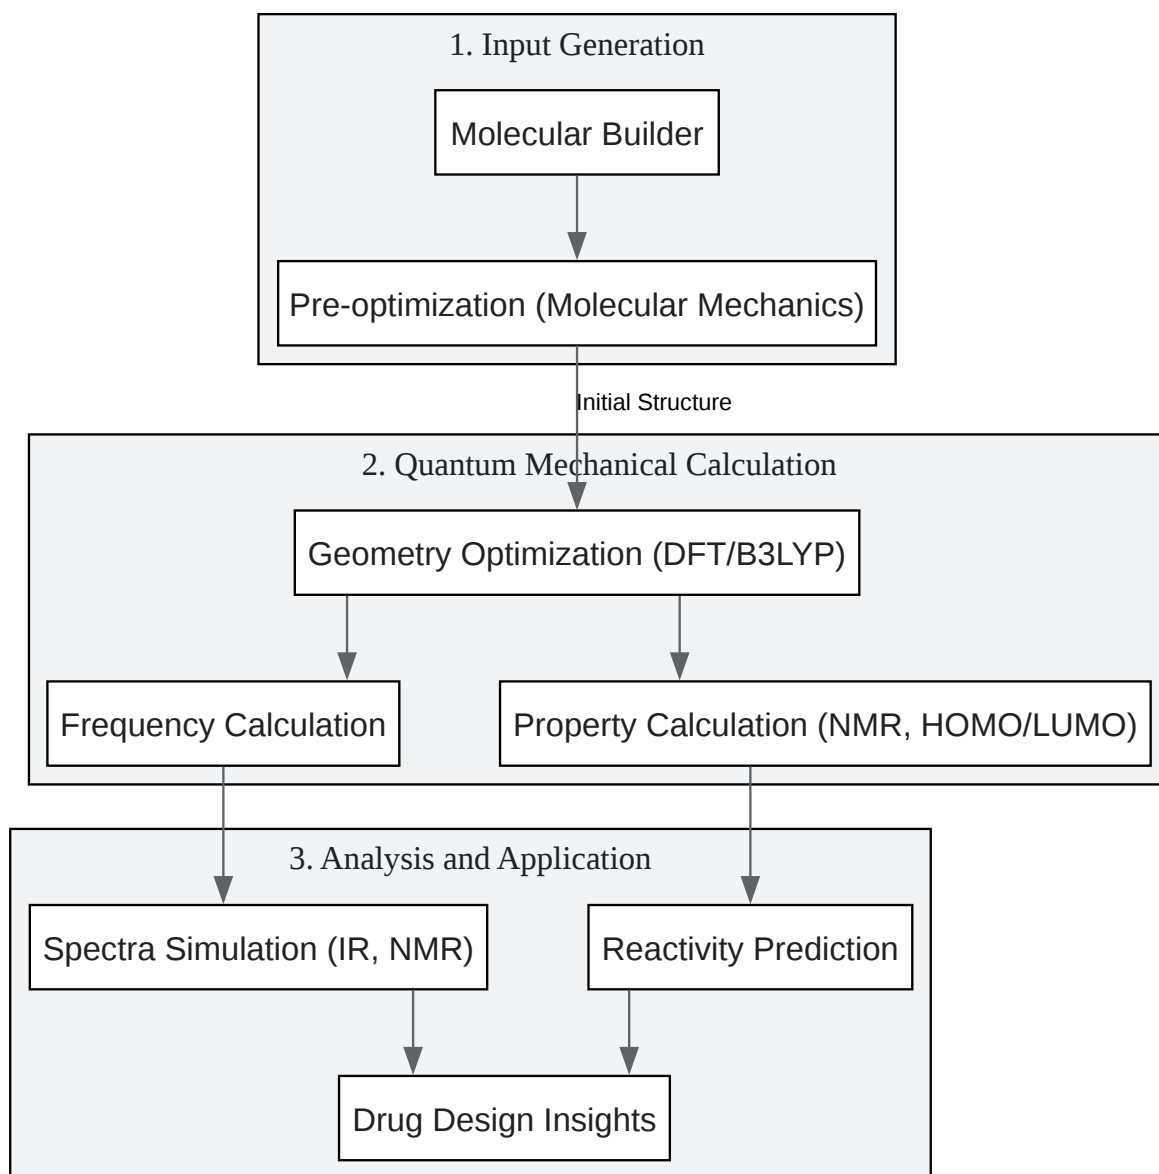 1. Input Generation
Molecular Builder
Pre-optimization (Molecular Mechanics)
Initial Structure
2. Quantum Mechanical Calculation
Geometry Optimization (DFT/B3LYP)
Frequency Calculation
Property Calculation (NMR, HOMO/LUMO)
3. Analysis and Application
Spectra Simulation (IR, NMR)
Reactivity Prediction
Drug Design Insights